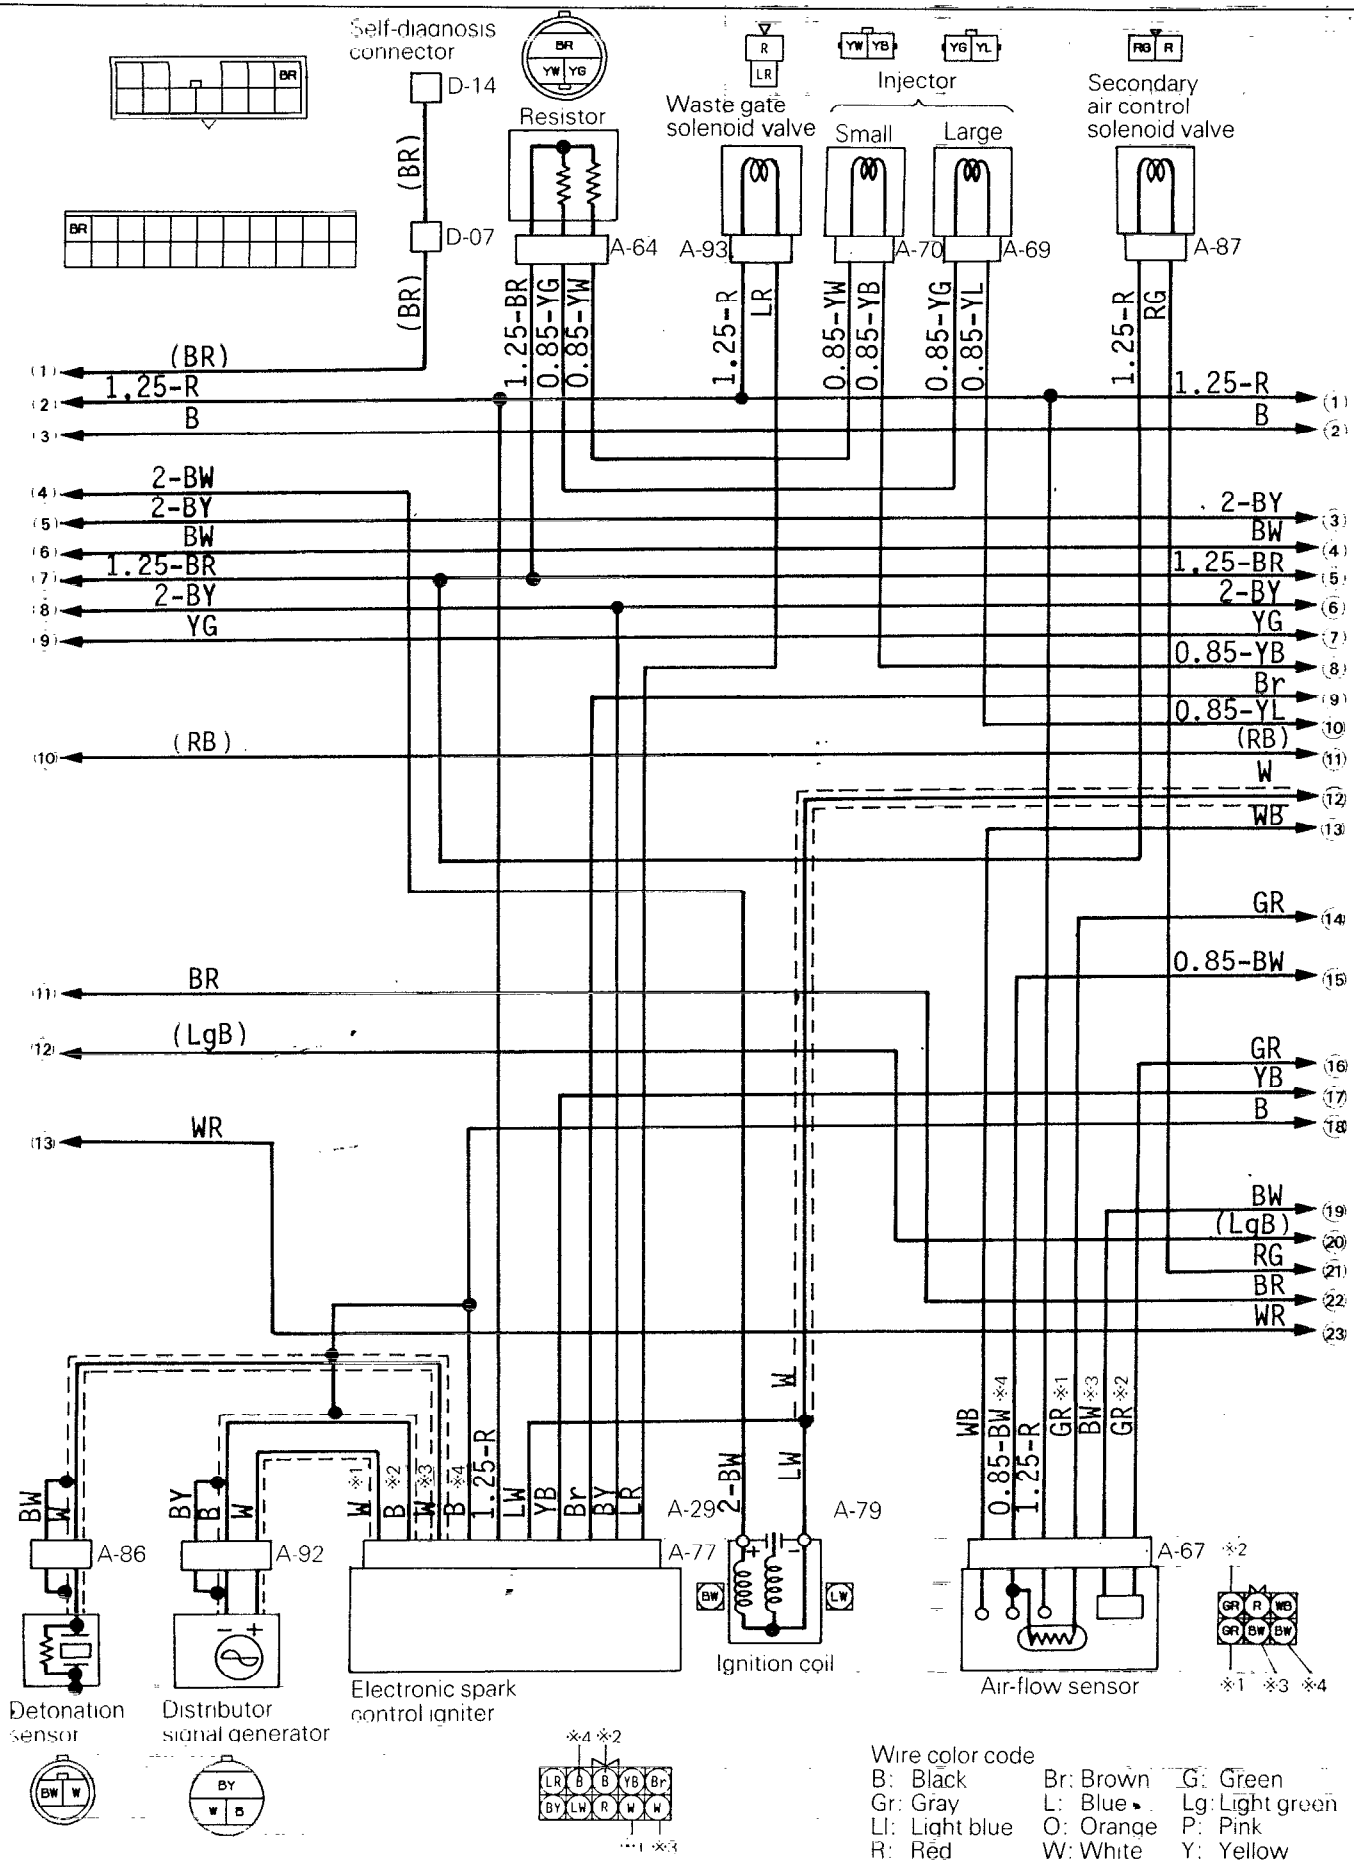 Self-diagnosis
connector
BR
D-14
(BR)
BR
D-07
(BR)
BR
YW YG
Resistor
A-64
1.25-BR
0.85-YG
0.85-YW
R
LR
Waste gate
solenoid valve
A-93
1.25-R
LR
YW YB
YG YL
Injector
Small
Large
A-70
A-69
0.85-YW
0.85-YB
0.85-YG
0.85-YL
RG R
Secondary
air control
solenoid valve
A-87
1.25-R
RG
(1) (BR)
(2) 1.25-R
(3) B
(4) 2-BW
(5) 2-BY
(6) BW
(7) 1.25-BR
(8) 2-BY
(9) YG
(10) (RB)
(11) BR
(12) (LgB)
(13) WR
1.25-R (1)
B (2)
2-BY (3)
BW (4)
1.25-BR (5)
2-BY (6)
YG (7)
0.85-YB (8)
Br (9)
0.85-YL (10)
(RB) (11)
W (12)
WB (13)
GR (14)
0.85-BW (15)
GR (16)
YB (17)
B (18)
BW (19)
(LgB) (20)
RG (21)
BR (22)
WR (23)
BW
W
A-86
BY
B
W
A-92
W ※1
B ※2
W ※3
B ※4
1.25-R
LW
YB
Br
BY
LR
A-77
2-BW
W
LW
A-29
A-79
+ -
BW
LW
Ignition coil
WB
0.85-BW ※4
1.25-R
GR ※1
BW ※3
GR ※2
A-67
※2
GR R WB
GR BW BW
※1 ※3 ※4
Air-flow sensor
Detonation
sensor
BW W
- +
Distributor
signal generator
BY
W B
Electronic spark
control igniter
※4 ※2
LR B B YB Br
BY LW R W W
※1 ※3
Wire color code
B: Black Br: Brown G: Green
Gr: Gray L: Blue Lg: Light green
Ll: Light blue O: Orange P: Pink
R: Red W: White Y: Yellow